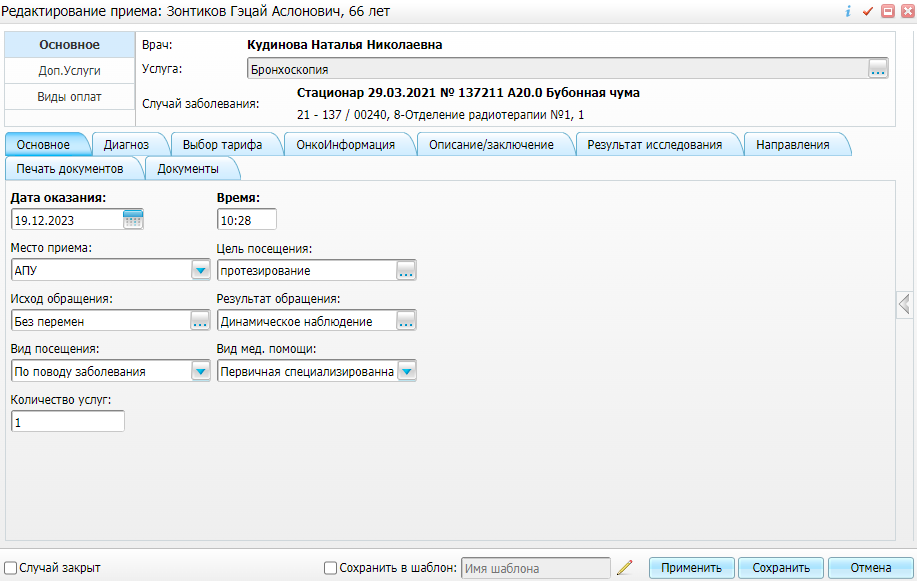 Редактирование приема: Зонтиков Гэцай Аслонович, 66 лет
Основное
Доп.Услуги
Виды оплат
Врач: Кудинова Наталья Николаевна
Услуга: Бронхоскопия
Случай заболевания: Стационар 29.03.2021 № 137211 A20.0 Бубонная чума
21 - 137 / 00240, 8-Отделение радиотерапии №1, 1
Основное Диагноз Выбор тарифа ОнкоИнформация Описание/заключение Результат исследования Направления
Печать документов Документы
Дата оказания: Время:
19.12.2023 10:28
Место приема: Цель посещения:
АПУ протезирование
Исход обращения: Результат обращения:
Без перемен Динамическое наблюдение
Вид посещения: Вид мед. помощи:
По поводу заболевания Первичная специализированна
Количество услуг:
1
Случай закрыт Сохранить в шаблон: Имя шаблона Применить Сохранить Отмена